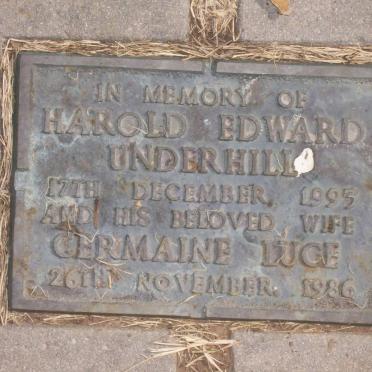 IN MEMORY OF
HAROLD EDWARD
UNDERHILL
17TH DECEMBER 1995
AND HIS BELOVED WIFE
GERMAINE LUCE
26TH NOVEMBER 1986